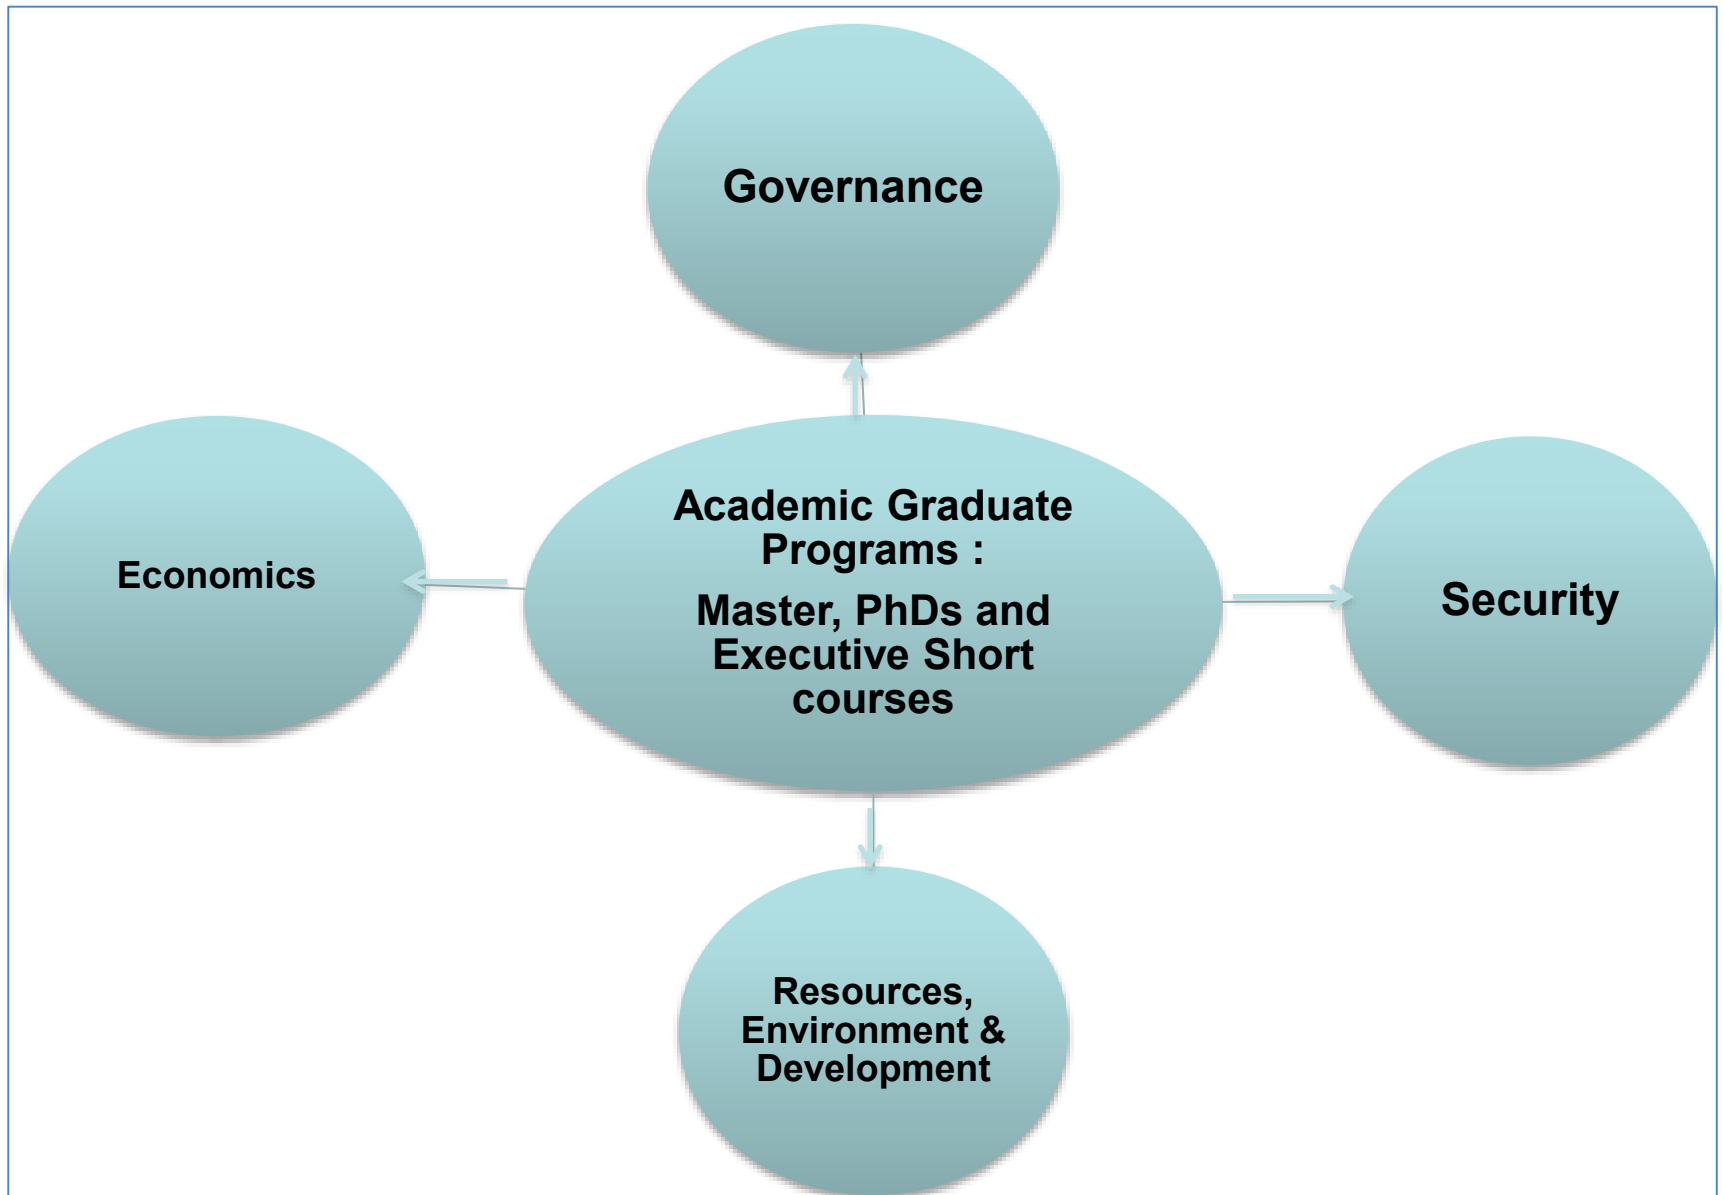 Governance
Economics
Academic Graduate
Programs :
Master, PhDs and
Executive Short
courses
Security
Resources,
Environment &
Development